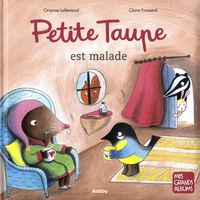 Orianne Lallemand
Claire Frossard
Petite Taupe
est malade
MES
GRANDS
ALBUMS
AUZOU